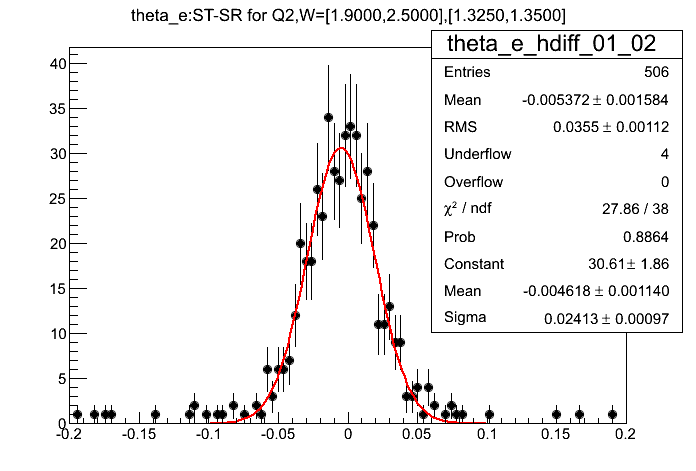 theta_e:ST-SR for Q2,W=[1.9000,2.5000],[1.3250,1.3500]
theta_e_hdiff_01_02
Entries 506
Mean -0.005372 ± 0.001584
RMS 0.0355 ± 0.00112
Underflow 4
Overflow 0
χ² / ndf 27.86 / 38
Prob 0.8864
Constant 30.61 ± 1.86
Mean -0.004618 ± 0.001140
Sigma 0.02413 ± 0.00097
40
35
30
25
20
15
10
5
0
-0.2 -0.15 -0.1 -0.05 0 0.05 0.1 0.15 0.2